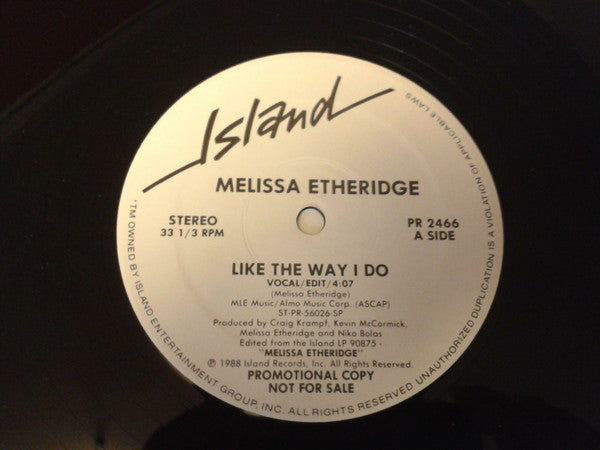 Island
MELISSA ETHERIDGE
STEREO
33 1/3 RPM
PR 2466
A SIDE
LIKE THE WAY I DO
VOCAL/EDIT/4:07
(Melissa Etheridge)
MLE Music/Almo Music Corp. (ASCAP)
ST-PR-56026-SP
Produced by Craig Krampf, Kevin McCormick,
Melissa Etheridge and Niko Bolas
Edited from the Island LP 90875 -
"MELISSA ETHERIDGE"
℗ 1988 Island Records, Inc. All Rights Reserved.
PROMOTIONAL COPY
NOT FOR SALE
'TM OWNED BY ISLAND ENTERTAINMENT GROUP, INC. ALL RIGHTS RESERVED UNAUTHORIZED DUPLICATION IS A VIOLATION OF APPLICABLE LAWS